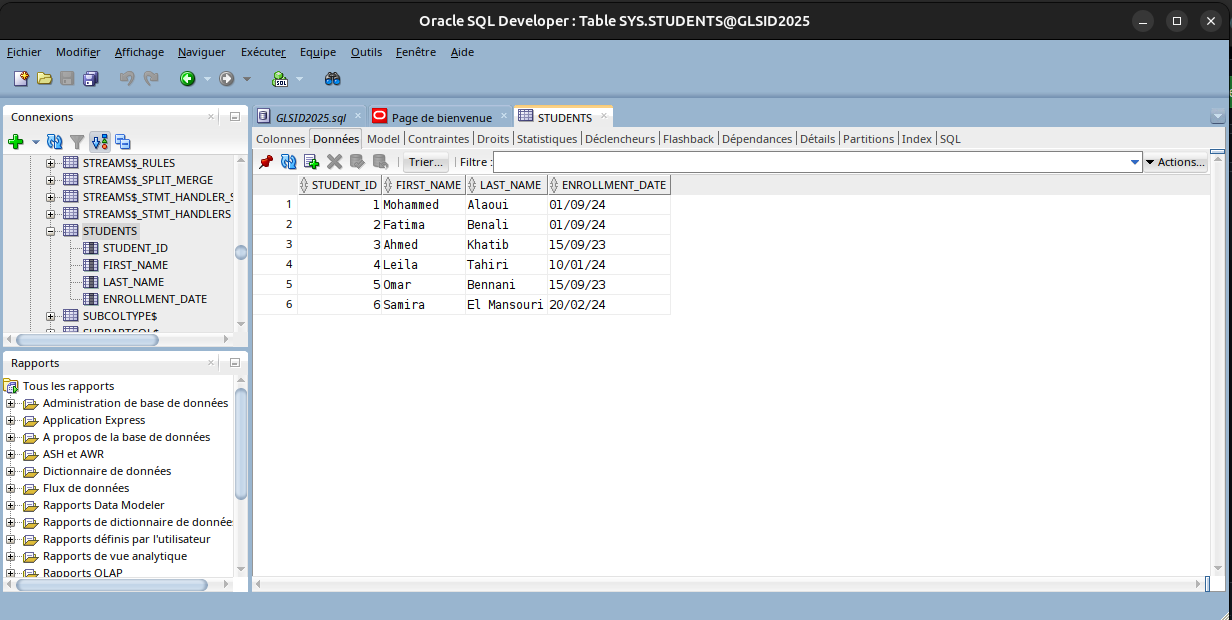 Oracle SQL Developer : Table SYS.STUDENTS@GLSID2025
Fichier Modifier Affichage Naviguer Exécuter Equipe Outils Fenêtre Aide
SQL
Connexions
STREAMS$_RULES
STREAMS$_SPLIT_MERGE
STREAMS$_STMT_HANDLER_S
STREAMS$_STMT_HANDLERS
STUDENTS
STUDENT_ID
FIRST_NAME
LAST_NAME
ENROLLMENT_DATE
SUBCOLTYPE$
SUBPARTCOL$
Rapports
Tous les rapports
Administration de base de données
Application Express
A propos de la base de données
ASH et AWR
Dictionnaire de données
Flux de données
Rapports Data Modeler
Rapports de dictionnaire de données
Rapports définis par l'utilisateur
Rapports de vue analytique
Rapports OLAP
GLSID2025.sql Page de bienvenue STUDENTS
Colonnes Données Model Contraintes Droits Statistiques Déclencheurs Flashback Dépendances Détails Partitions Index SQL
Trier... Filtre : Actions...
STUDENT_ID FIRST_NAME LAST_NAME ENROLLMENT_DATE
1 1 Mohammed Alaoui 01/09/24
2 2 Fatima Benali 01/09/24
3 3 Ahmed Khatib 15/09/23
4 4 Leila Tahiri 10/01/24
5 5 Omar Bennani 15/09/23
6 6 Samira El Mansouri 20/02/24